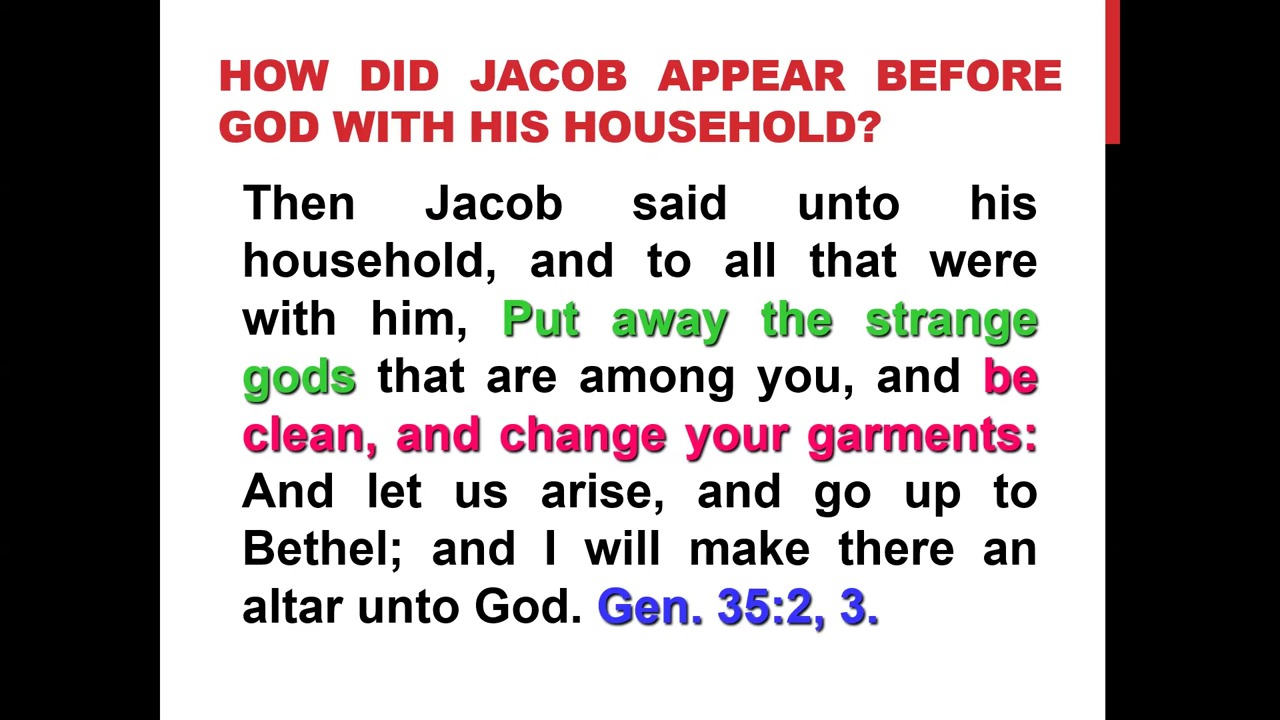 HOW DID JACOB APPEAR BEFORE
GOD WITH HIS HOUSEHOLD?
Then Jacob said unto his
household, and to all that were
with him, Put away the strange
gods that are among you, and be
clean, and change your garments:
And let us arise, and go up to
Bethel; and I will make there an
altar unto God. Gen. 35:2, 3.